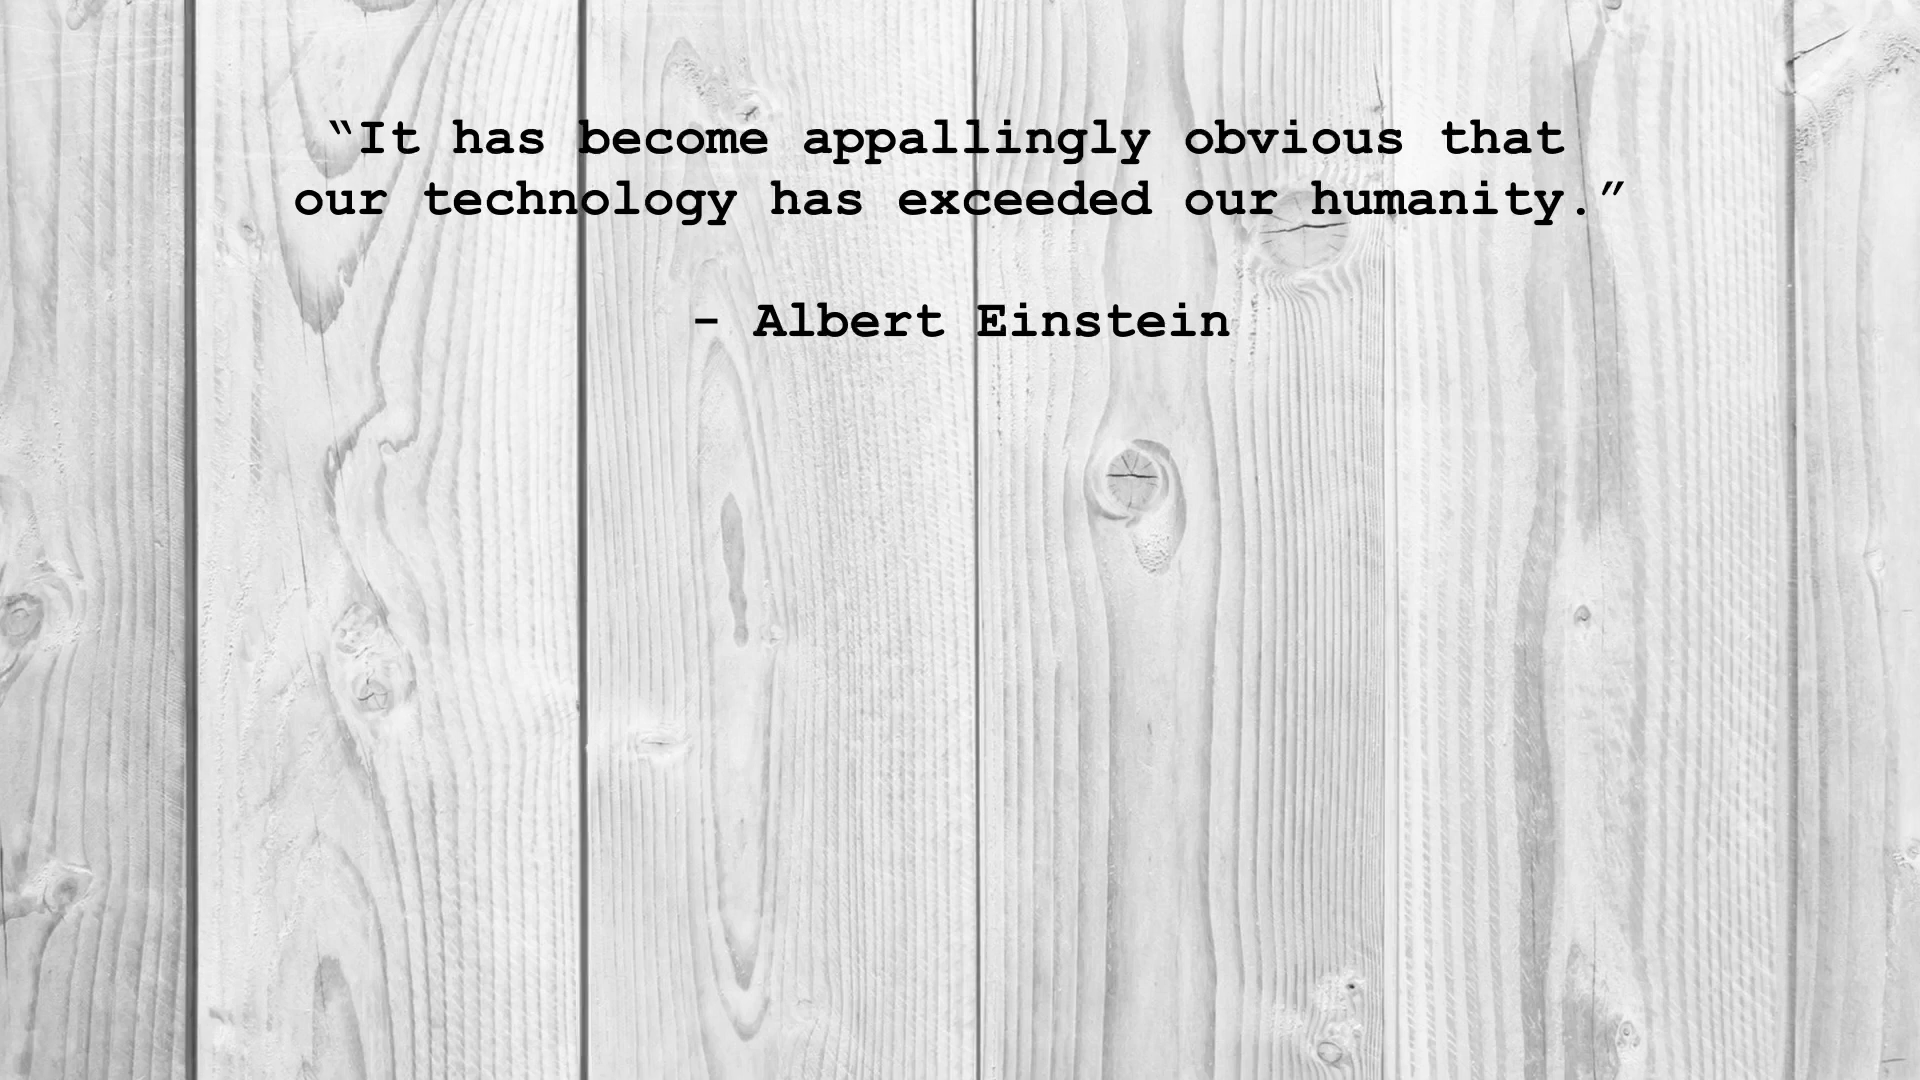 “It has become appallingly obvious that
our technology has exceeded our humanity.”
- Albert Einstein